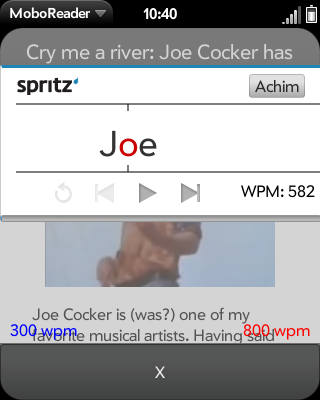 MoboReader
10:40
Cry me a river: Joe Cocker has
spritz
Achim
Joe
WPM: 582
Joe Cocker is (was?) one of my
favorite musical artists. Having said
300 wpm
800 wpm
X